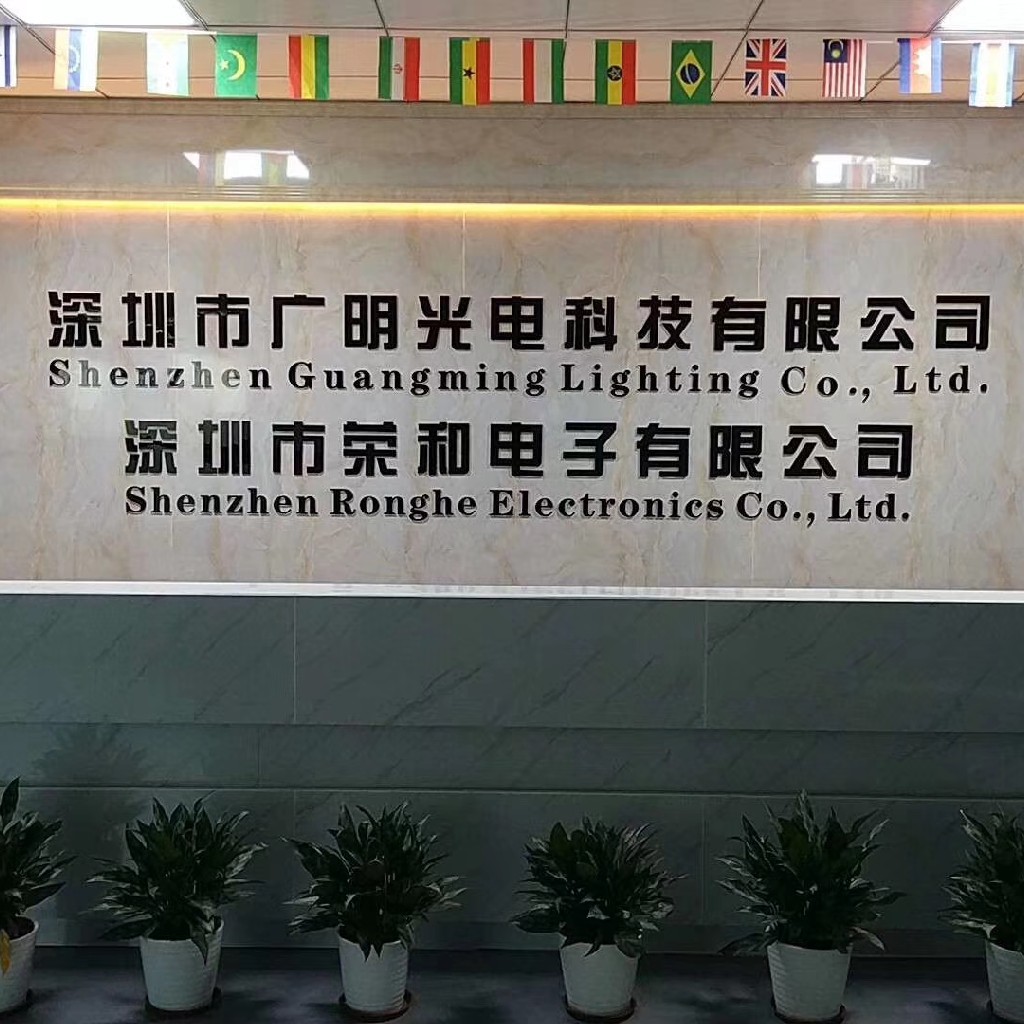 深圳市广明光电科技有限公司
Shenzhen Guangming Lighting Co., Ltd.
深圳市荣和电子有限公司
Shenzhen Ronghe Electronics Co., Ltd.